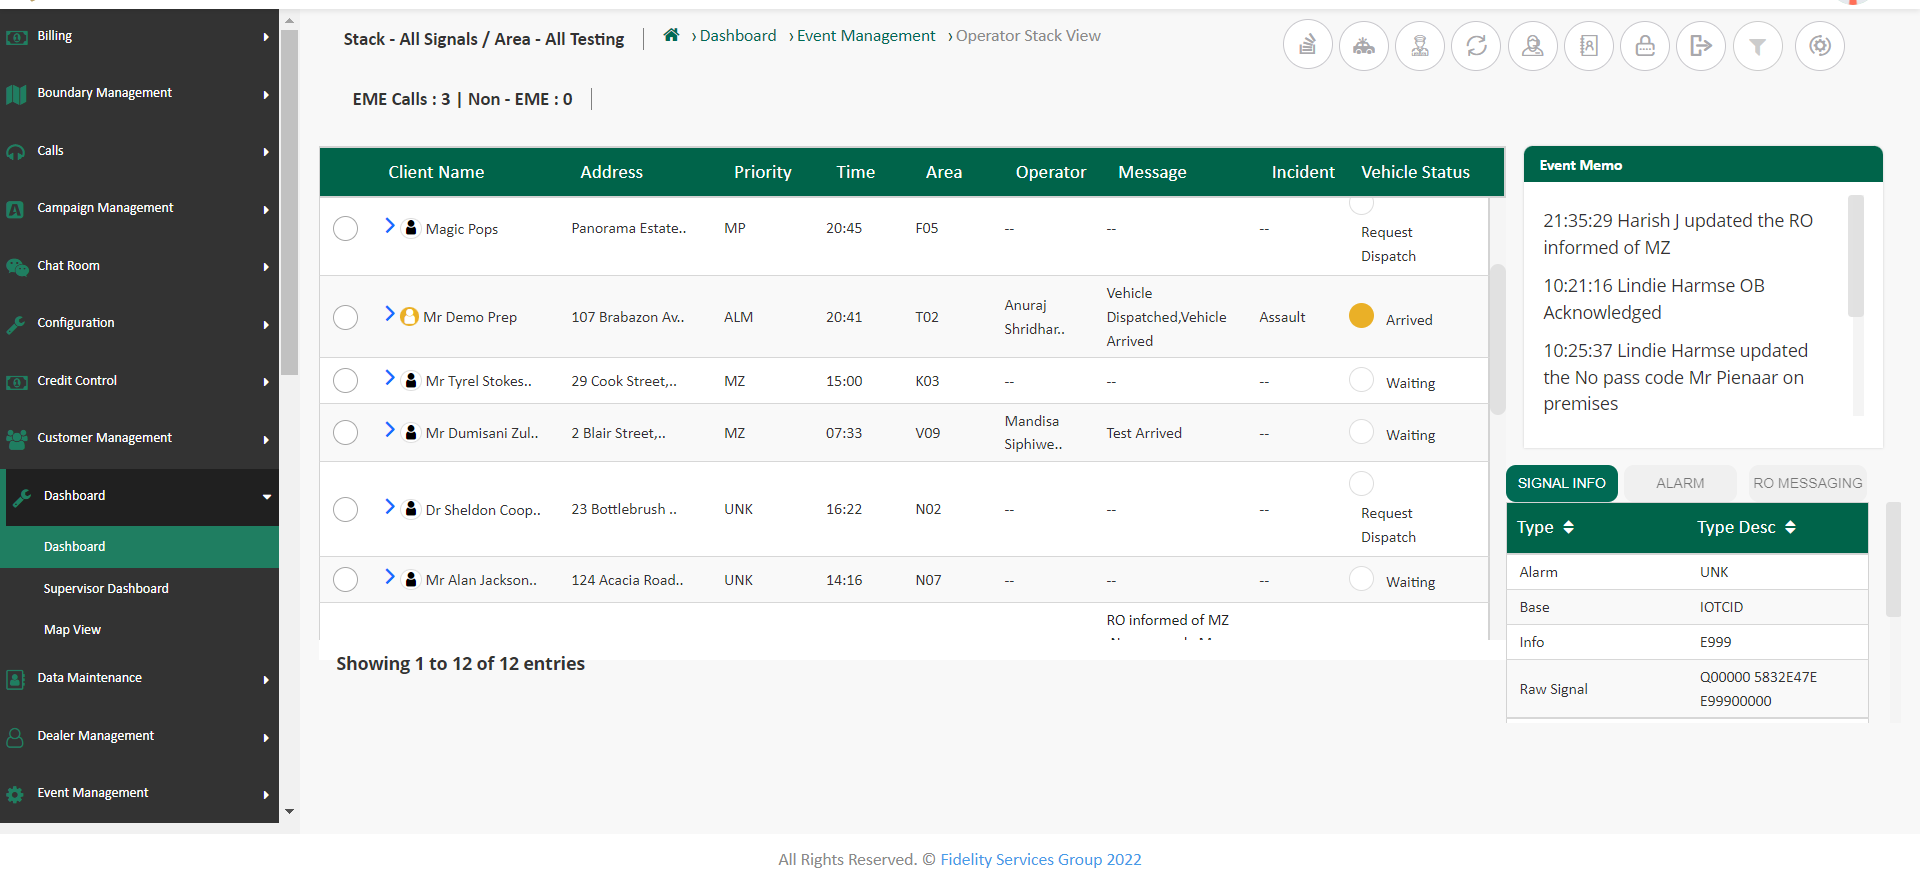 Billing
Boundary Management
Calls
Campaign Management
Chat Room
Configuration
Credit Control
Customer Management
Dashboard
Dashboard
Supervisor Dashboard
Map View
Data Maintenance
Dealer Management
Event Management
Stack - All Signals / Area - All Testing
› Dashboard › Event Management › Operator Stack View
EME Calls : 3 | Non - EME : 0
Client Name Address Priority Time Area Operator Message Incident Vehicle Status
Magic Pops Panorama Estate.. MP 20:45 F05 -- -- -- Request
Dispatch
Mr Demo Prep 107 Brabazon Av.. ALM 20:41 T02 Anuraj
Shridhar.. Vehicle
Dispatched,Vehicle
Arrived Assault Arrived
Mr Tyrel Stokes.. 29 Cook Street,.. MZ 15:00 K03 -- -- -- Waiting
Mr Dumisani Zul.. 2 Blair Street,.. MZ 07:33 V09 Mandisa
Siphiwe.. Test Arrived -- Waiting
Dr Sheldon Coop.. 23 Bottlebrush .. UNK 16:22 N02 -- -- -- Request
Dispatch
Mr Alan Jackson.. 124 Acacia Road.. UNK 14:16 N07 -- -- -- Waiting
RO informed of MZ
Showing 1 to 12 of 12 entries
Event Memo
21:35:29 Harish J updated the RO
informed of MZ
10:21:16 Lindie Harmse OB
Acknowledged
10:25:37 Lindie Harmse updated
the No pass code Mr Pienaar on
premises
SIGNAL INFO ALARM RO MESSAGING
Type Type Desc
Alarm UNK
Base IOTCID
Info E999
Raw Signal Q00000 5832E47E
E99900000
All Rights Reserved. © Fidelity Services Group 2022